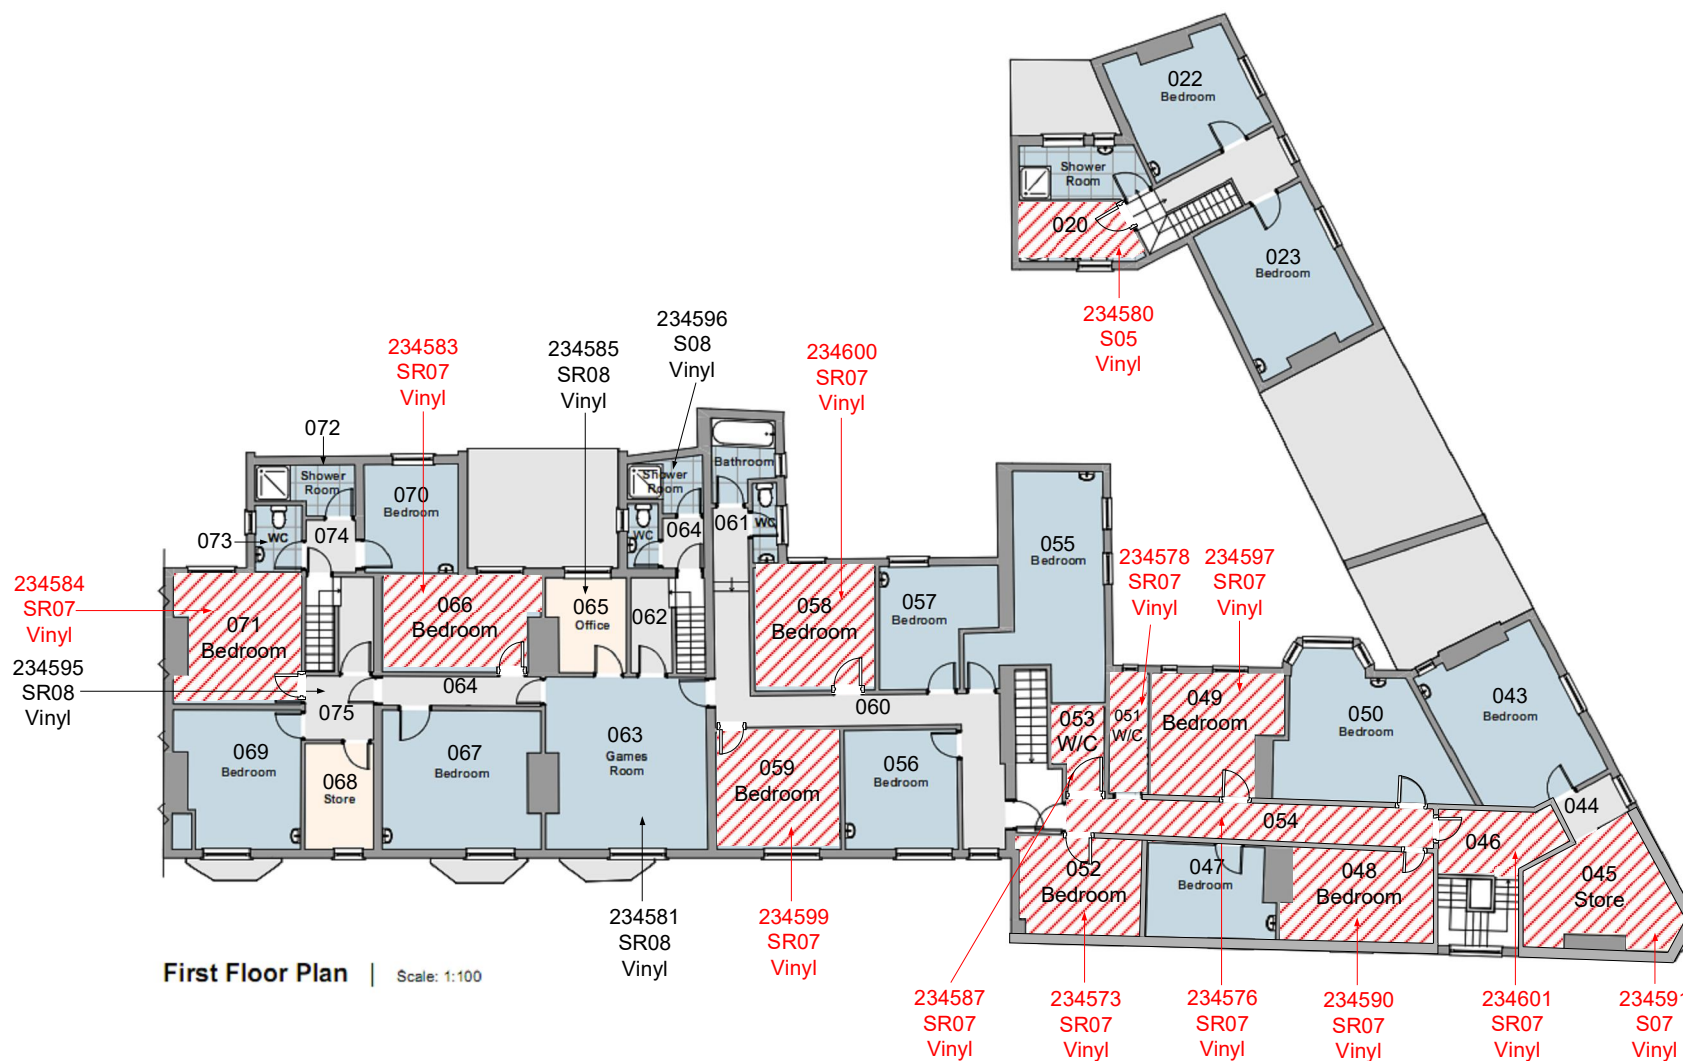 022
Bedroom
Shower
Room
020
023
Bedroom
234580
S05
Vinyl
234596
S08
Vinyl
234583
SR07
Vinyl
234585
SR08
Vinyl
234600
SR07
Vinyl
072
Shower
Room
070
Bedroom
Shower
Room
Bathroom
073
WC
074
WC
064
061
WC
055
Bedroom
234578
SR07
Vinyl
234597
SR07
Vinyl
234584
SR07
Vinyl
071
Bedroom
066
Bedroom
065
Office
062
058
Bedroom
057
Bedroom
234595
SR08
Vinyl
064
075
060
053
W/C
051
W/C
049
Bedroom
050
Bedroom
043
Bedroom
069
Bedroom
068
Store
067
Bedroom
063
Games
Room
059
Bedroom
056
Bedroom
054
044
046
052
Bedroom
047
Bedroom
048
Bedroom
045
Store
234581
SR08
Vinyl
234599
SR07
Vinyl
First Floor Plan | Scale: 1:100
234587
SR07
Vinyl
234573
SR07
Vinyl
234576
SR07
Vinyl
234590
SR07
Vinyl
234601
SR07
Vinyl
234591
S07
Vinyl